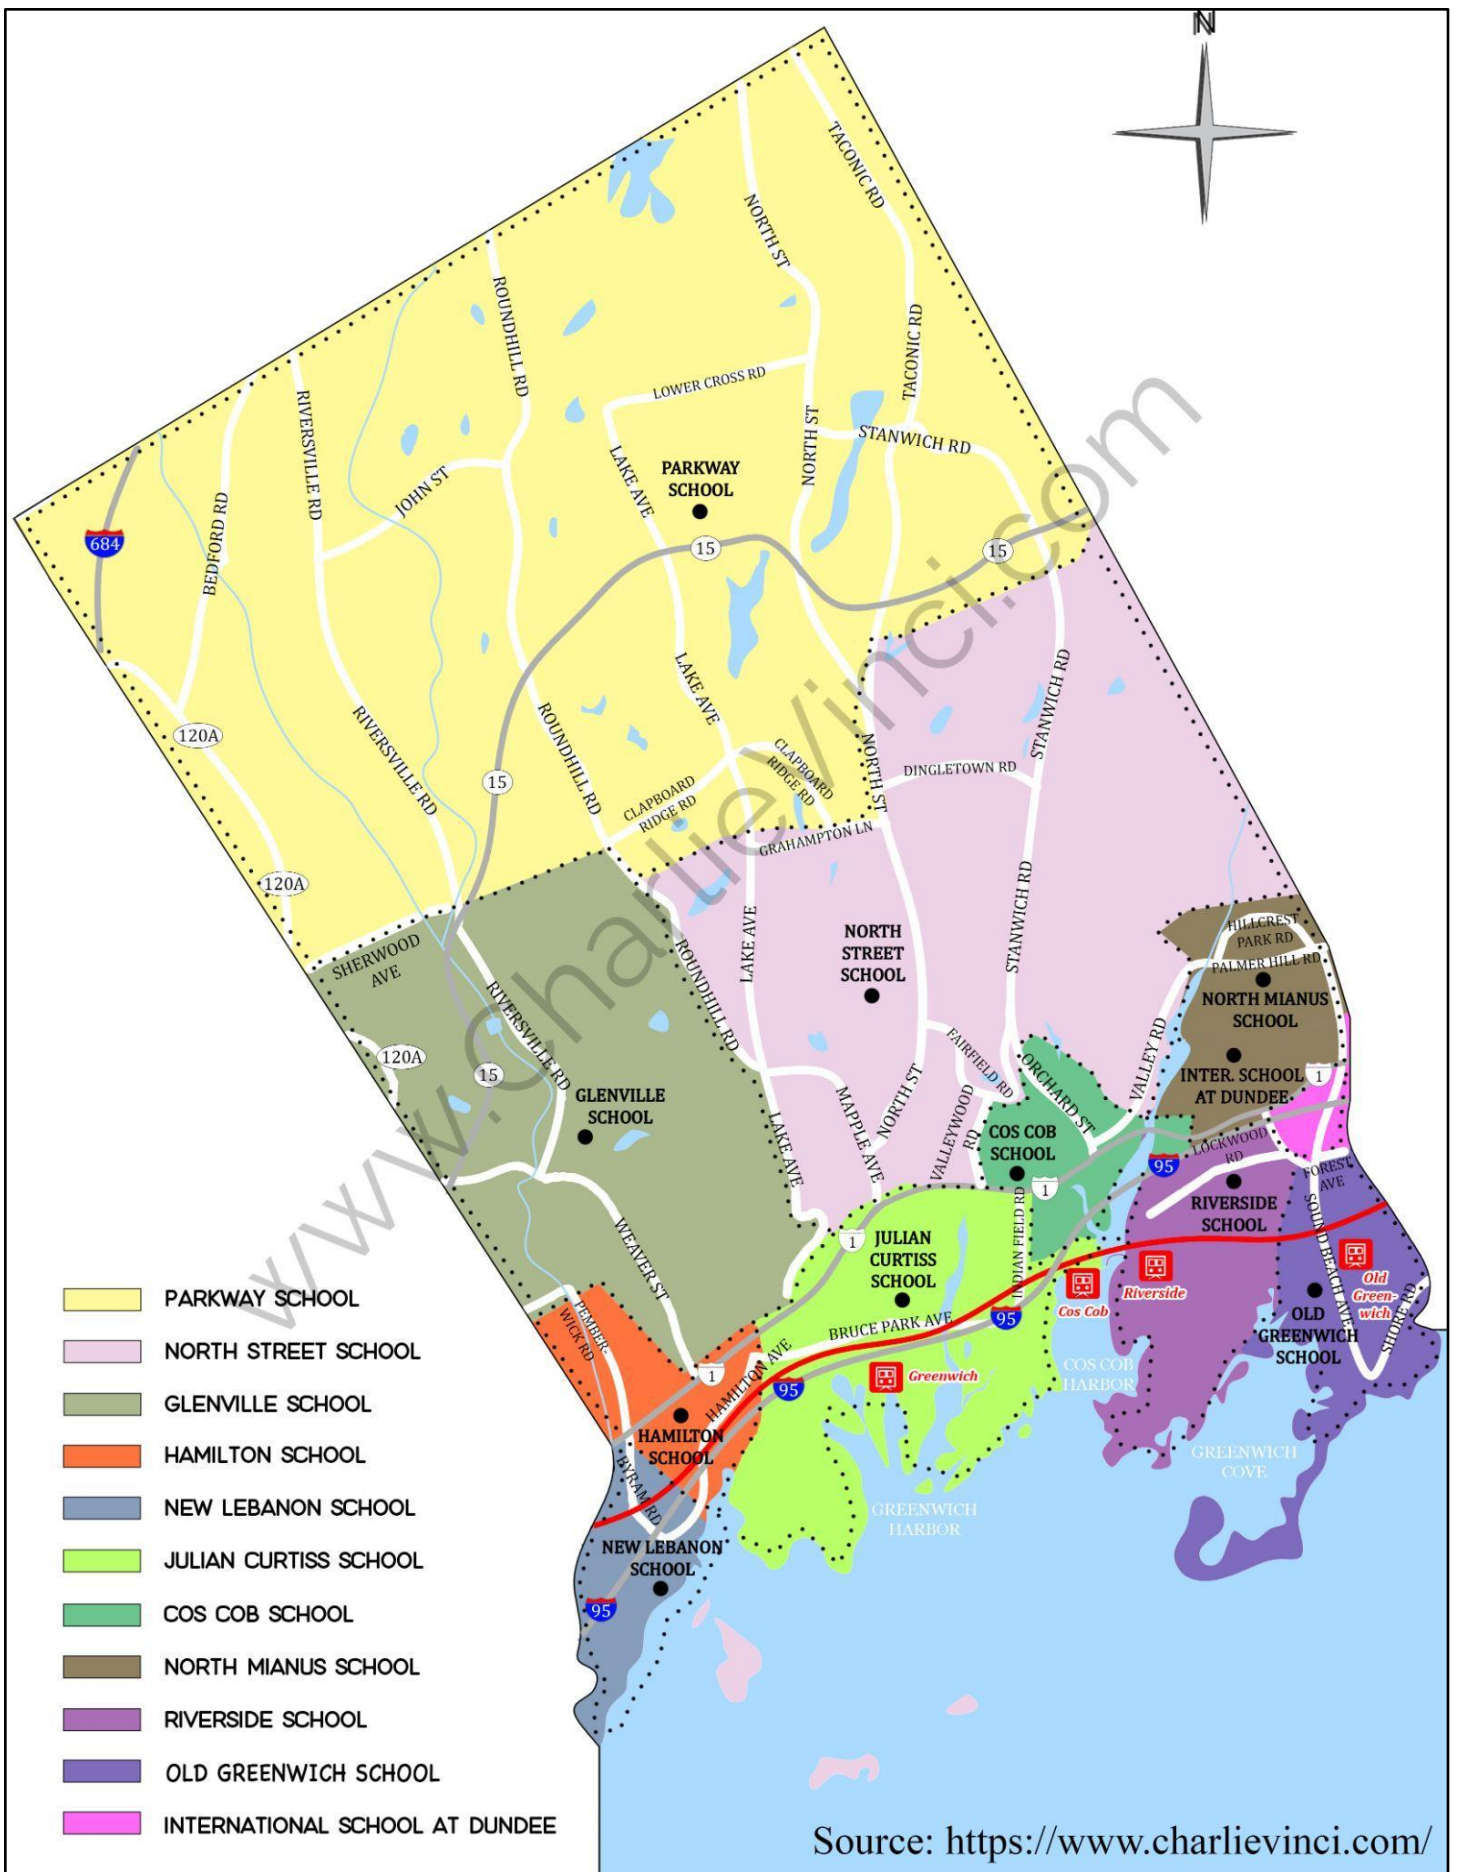 N
TACONIC RD
NORTH ST
ROUNDHILL RD
TACONIC RD
LOWER CROSS RD
RIVERSVILLE RD
NORTH ST
STANWICH RD
JOHN ST
LAKE AVE
PARKWAY
SCHOOL
684
BEDFORD RD
15
15
120A
RIVERSVILLE RD
ROUNDHILL RD
LAKE AVE
STANWICH RD
NORTH ST
CLAPBOARD
RIDGE RD
DINGLETOWN RD
15
CLAPBOARD
RIDGE RD
GRAHAMPTON LN
120A
SHERWOOD
AVE
LAKE AVE
NORTH
STREET
SCHOOL
STANWICH RD
HILLCREST
PARK RD
PALMER HILL RD
NORTH MIANUS
SCHOOL
ROUNDHILL RD
RIVERSVILLE RD
120A
15
FAIRFIELD RD
ORCHARD ST
VALLEY RD
INTER. SCHOOL
AT DUNDEE
1
GLENVILLE
SCHOOL
LAKE AVE
MAPPLE AVE
NORTH ST
VALLEYWOOD
RD
COS COB
SCHOOL
LOCKWOOD
RD
95
FOREST
AVE
1
RIVERSIDE
SCHOOL
WEAVER ST
1
JULIAN
CURTISS
SCHOOL
INDIAN FIELD RD
SOUND BEACH AVE
Cos Cob
Riverside
Old
Green-
wich
SHORE RD
OLD
GREENWICH
SCHOOL
PEMBER-
WICK RD
95
BRUCE PARK AVE
1
HAMILTON AVE
95
Greenwich
COS COB
HARBOR
HAMILTON
SCHOOL
GREENWICH
COVE
BYRAM RD
GREENWICH
HARBOR
NEW LEBANON
SCHOOL
95
www.charlievinci.com
PARKWAY SCHOOL
NORTH STREET SCHOOL
GLENVILLE SCHOOL
HAMILTON SCHOOL
NEW LEBANON SCHOOL
JULIAN CURTISS SCHOOL
COS COB SCHOOL
NORTH MIANUS SCHOOL
RIVERSIDE SCHOOL
OLD GREENWICH SCHOOL
INTERNATIONAL SCHOOL AT DUNDEE
Source: https://www.charlievinci.com/